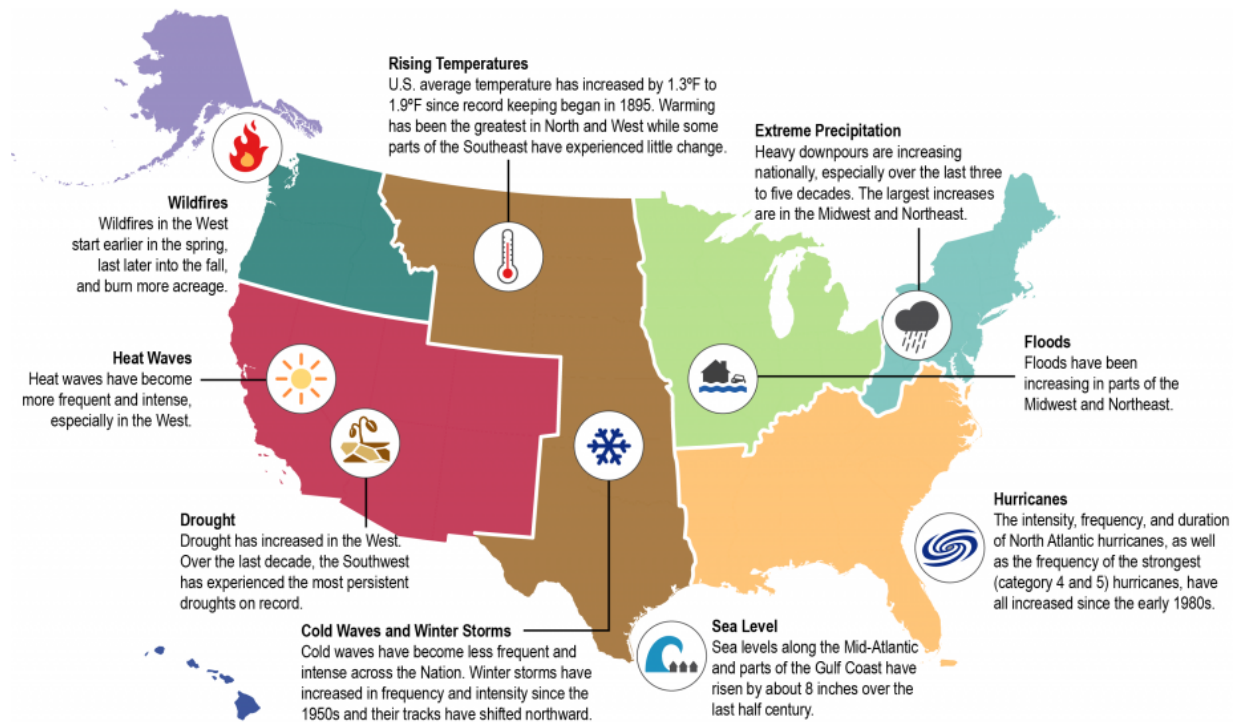 Rising Temperatures
U.S. average temperature has increased by 1.3ºF to
1.9ºF since record keeping began in 1895. Warming
has been the greatest in North and West while some
parts of the Southeast have experienced little change.
Extreme Precipitation
Heavy downpours are increasing
nationally, especially over the last three
to five decades. The largest increases
are in the Midwest and Northeast.
Wildfires
Wildfires in the West
start earlier in the spring,
last later into the fall,
and burn more acreage.
Heat Waves
Heat waves have become
more frequent and intense,
especially in the West.
Floods
Floods have been
increasing in parts of the
Midwest and Northeast.
Drought
Drought has increased in the West.
Over the last decade, the Southwest
has experienced the most persistent
droughts on record.
Hurricanes
The intensity, frequency, and duration
of North Atlantic hurricanes, as well
as the frequency of the strongest
(category 4 and 5) hurricanes, have
all increased since the early 1980s.
Cold Waves and Winter Storms
Cold waves have become less frequent and
intense across the Nation. Winter storms have
increased in frequency and intensity since the
1950s and their tracks have shifted northward.
Sea Level
Sea levels along the Mid-Atlantic
and parts of the Gulf Coast have
risen by about 8 inches over the
last half century.